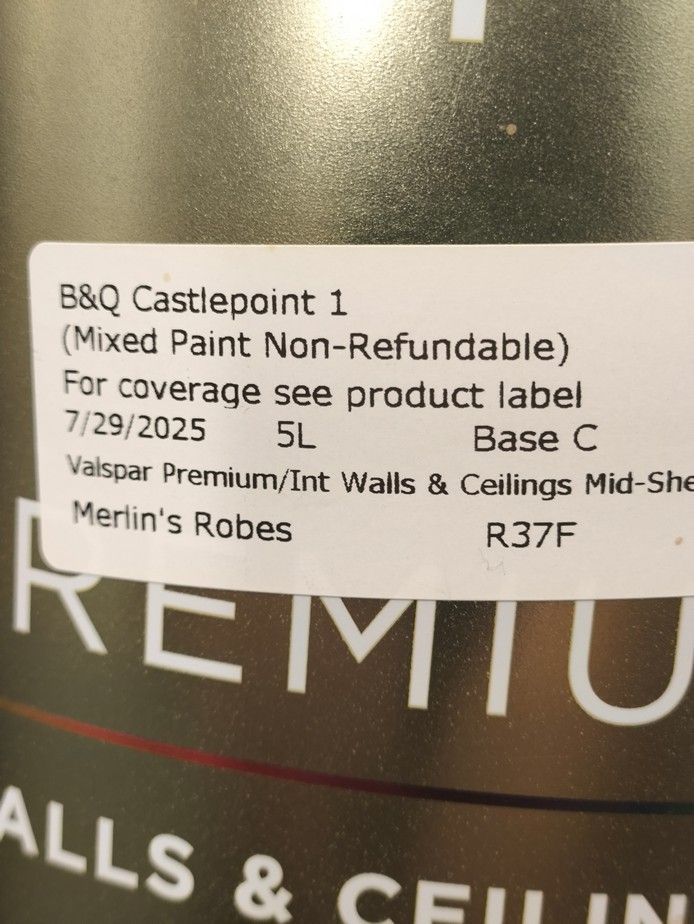 B&Q Castlepoint 1
(Mixed Paint Non-Refundable)
For coverage see product label
7/29/2025 5L Base C
Valspar Premium/Int Walls & Ceilings Mid-She
Merlin's Robes R37F
REMIU
ALLS & CEILIN